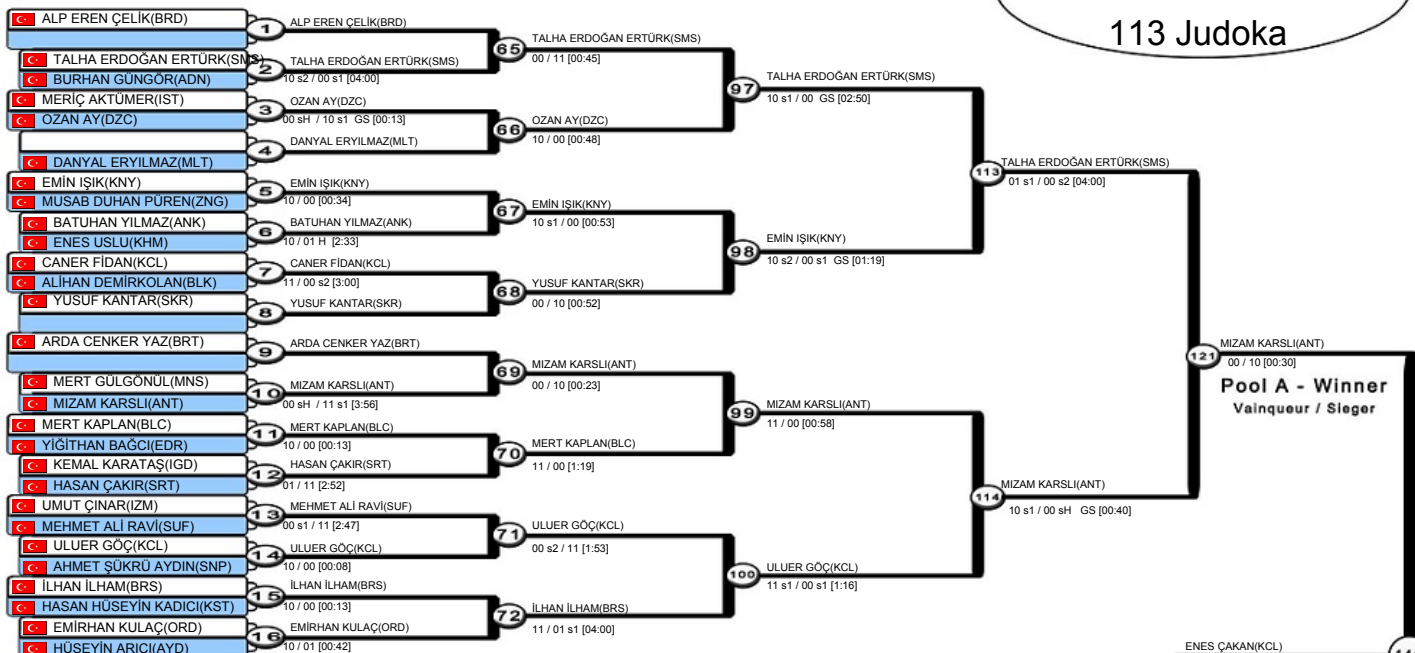 113 Judoka
ALP EREN ÇELİK(BRD)
TALHA ERDOĞAN ERTÜRK(SMS)
BURHAN GÜNGÖR(ADN)
MERİÇ AKTÜMER(IST)
OZAN AY(DZC)
DANYAL ERYILMAZ(MLT)
EMİN IŞIK(KNY)
MUSAB DUHAN PÜREN(ZNG)
BATUHAN YILMAZ(ANK)
ENES USLU(KHM)
CANER FİDAN(KCL)
ALİHAN DEMİRKOLAN(BLK)
YUSUF KANTAR(SKR)
ARDA CENKER YAZ(BRT)
MERT GÜLGÖNÜL(MNS)
MIZAM KARSLI(ANT)
MERT KAPLAN(BLC)
YİĞİTHAN BAĞCI(EDR)
KEMAL KARATAŞ(IGD)
HASAN ÇAKIR(SRT)
UMUT ÇINAR(IZM)
MEHMET ALİ RAVİ(SUF)
ULUER GÖÇ(KCL)
AHMET ŞÜKRÜ AYDIN(SNP)
İLHAN İLHAM(BRS)
HASAN HÜSEYİN KADICI(KST)
EMİRHAN KULAÇ(ORD)
HÜSEYİN ARICI(AYD)
1
ALP EREN ÇELİK(BRD)
2
TALHA ERDOĞAN ERTÜRK(SMS)
10 s2 / 00 s1 [04:00]
3
OZAN AY(DZC)
00 sH / 10 s1 GS [00:13]
4
DANYAL ERYILMAZ(MLT)
5
EMİN IŞIK(KNY)
10 / 00 [00:34]
6
BATUHAN YILMAZ(ANK)
10 / 01 H [2:33]
7
CANER FİDAN(KCL)
11 / 00 s2 [3:00]
8
YUSUF KANTAR(SKR)
9
ARDA CENKER YAZ(BRT)
10
MIZAM KARSLI(ANT)
00 sH / 11 s1 [3:56]
11
MERT KAPLAN(BLC)
10 / 00 [00:13]
12
HASAN ÇAKIR(SRT)
01 / 11 [2:52]
13
MEHMET ALİ RAVİ(SUF)
00 s1 / 11 [2:47]
14
ULUER GÖÇ(KCL)
10 / 00 [00:08]
15
İLHAN İLHAM(BRS)
10 / 00 [00:13]
16
EMİRHAN KULAÇ(ORD)
10 / 01 [00:42]
65
TALHA ERDOĞAN ERTÜRK(SMS)
00 / 11 [00:45]
66
OZAN AY(DZC)
10 / 00 [00:48]
67
EMİN IŞIK(KNY)
10 s1 / 00 [00:53]
68
YUSUF KANTAR(SKR)
00 / 10 [00:52]
69
MIZAM KARSLI(ANT)
00 / 10 [00:23]
70
MERT KAPLAN(BLC)
11 / 00 [1:19]
71
ULUER GÖÇ(KCL)
00 s2 / 11 [1:53]
72
İLHAN İLHAM(BRS)
11 / 01 s1 [04:00]
97
TALHA ERDOĞAN ERTÜRK(SMS)
10 s1 / 00 GS [02:50]
98
EMİN IŞIK(KNY)
10 s2 / 00 s1 GS [01:19]
99
MIZAM KARSLI(ANT)
11 / 00 [00:58]
100
ULUER GÖÇ(KCL)
11 s1 / 00 s1 [1:16]
113
TALHA ERDOĞAN ERTÜRK(SMS)
01 s1 / 00 s2 [04:00]
114
MIZAM KARSLI(ANT)
10 s1 / 00 sH GS [00:40]
121
MIZAM KARSLI(ANT)
00 / 10 [00:30]
Pool A - Winner
Vainqueur / Sieger
ENES ÇAKAN(KCL)